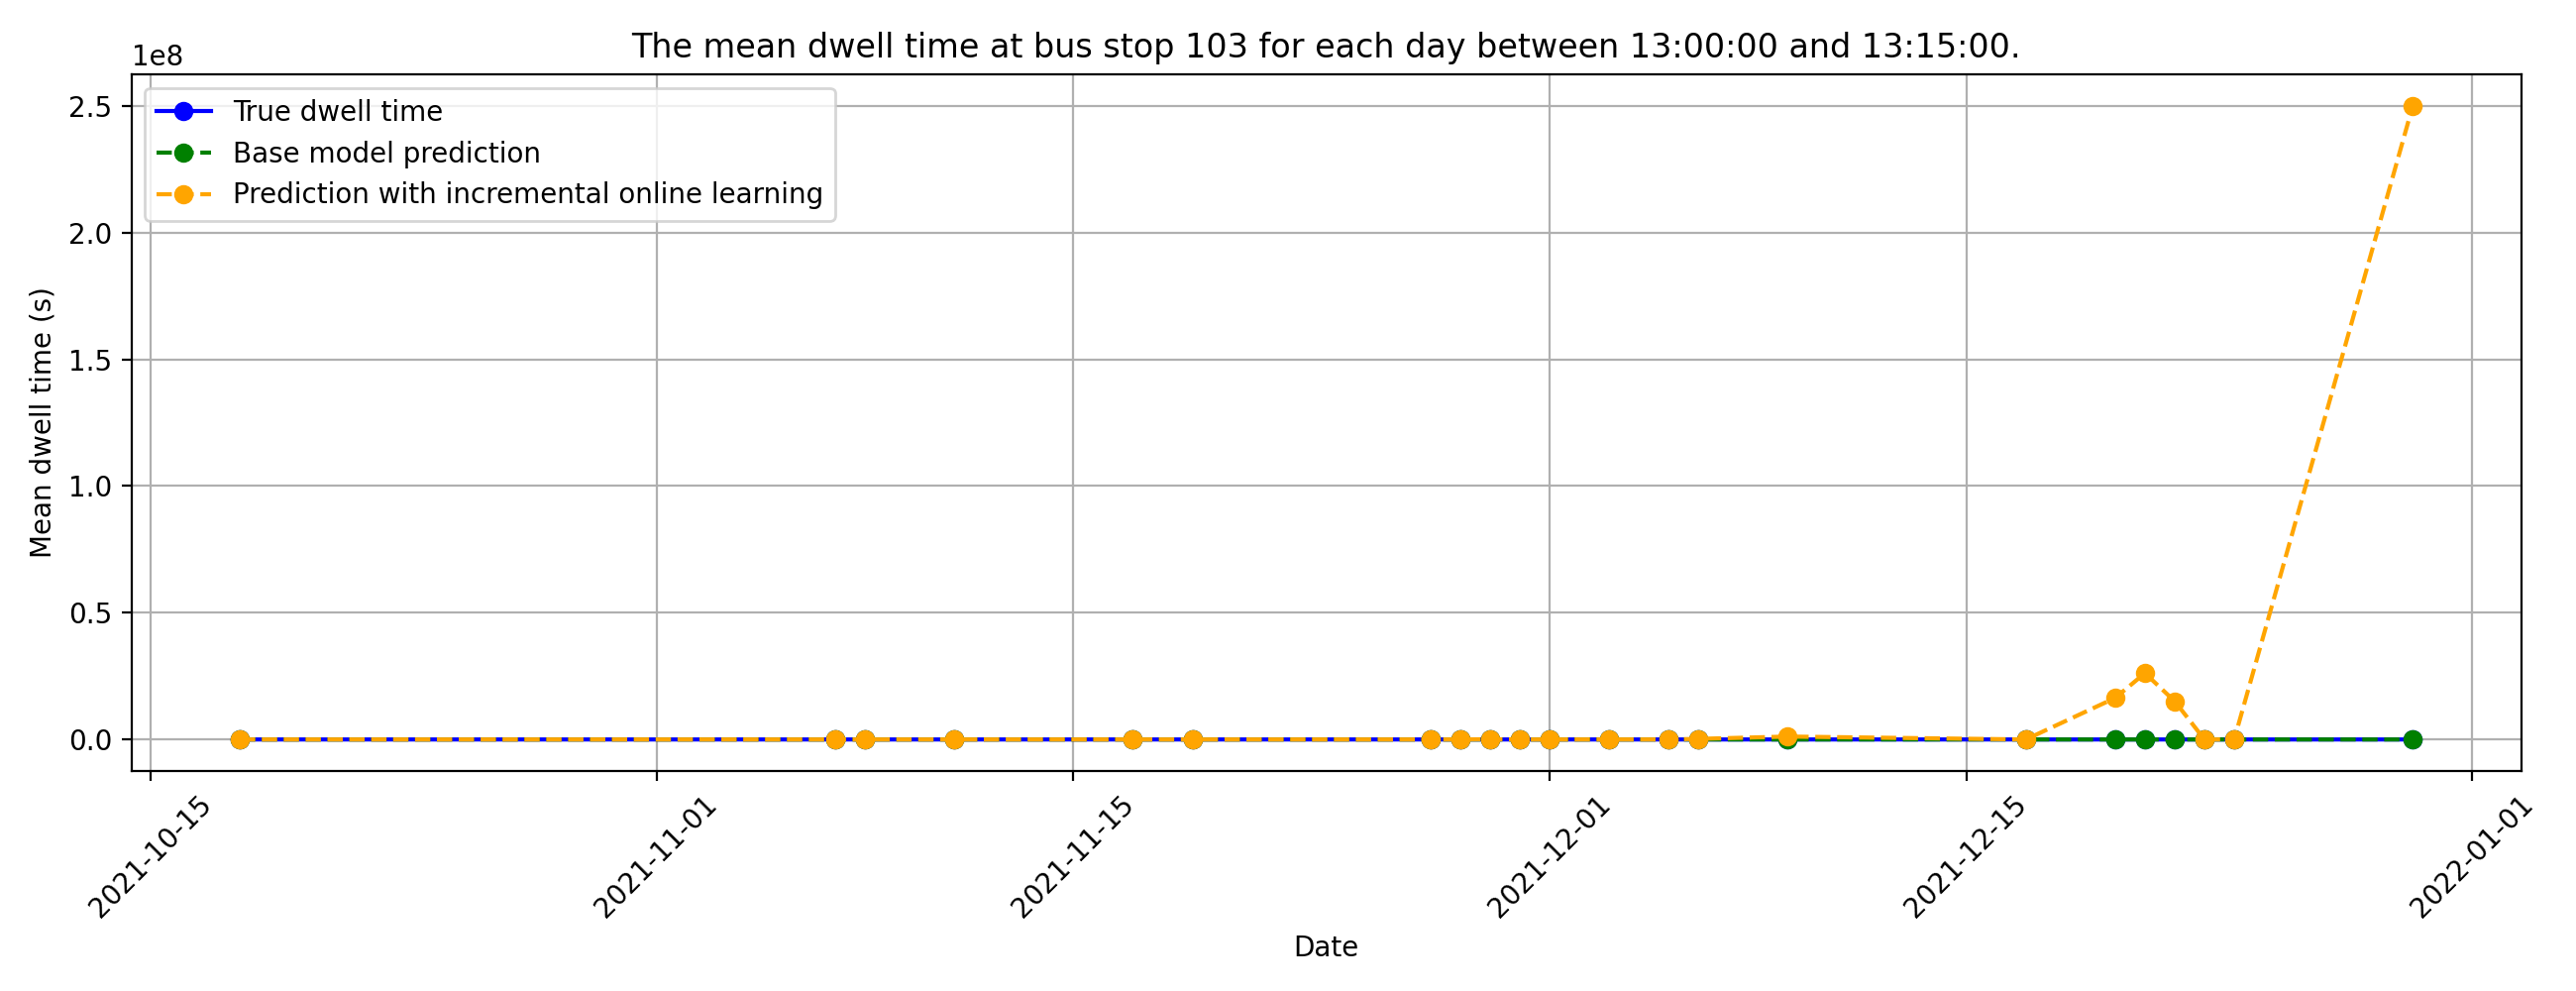 The mean dwell time at bus stop 103 for each day between 13:00:00 and 13:15:00.
1e8
True dwell time
Base model prediction
Prediction with incremental online learning
2.5
2.0
1.5
1.0
0.5
0.0
Mean dwell time (s)
2021-10-15
2021-11-01
2021-11-15
2021-12-01
2021-12-15
2022-01-01
Date